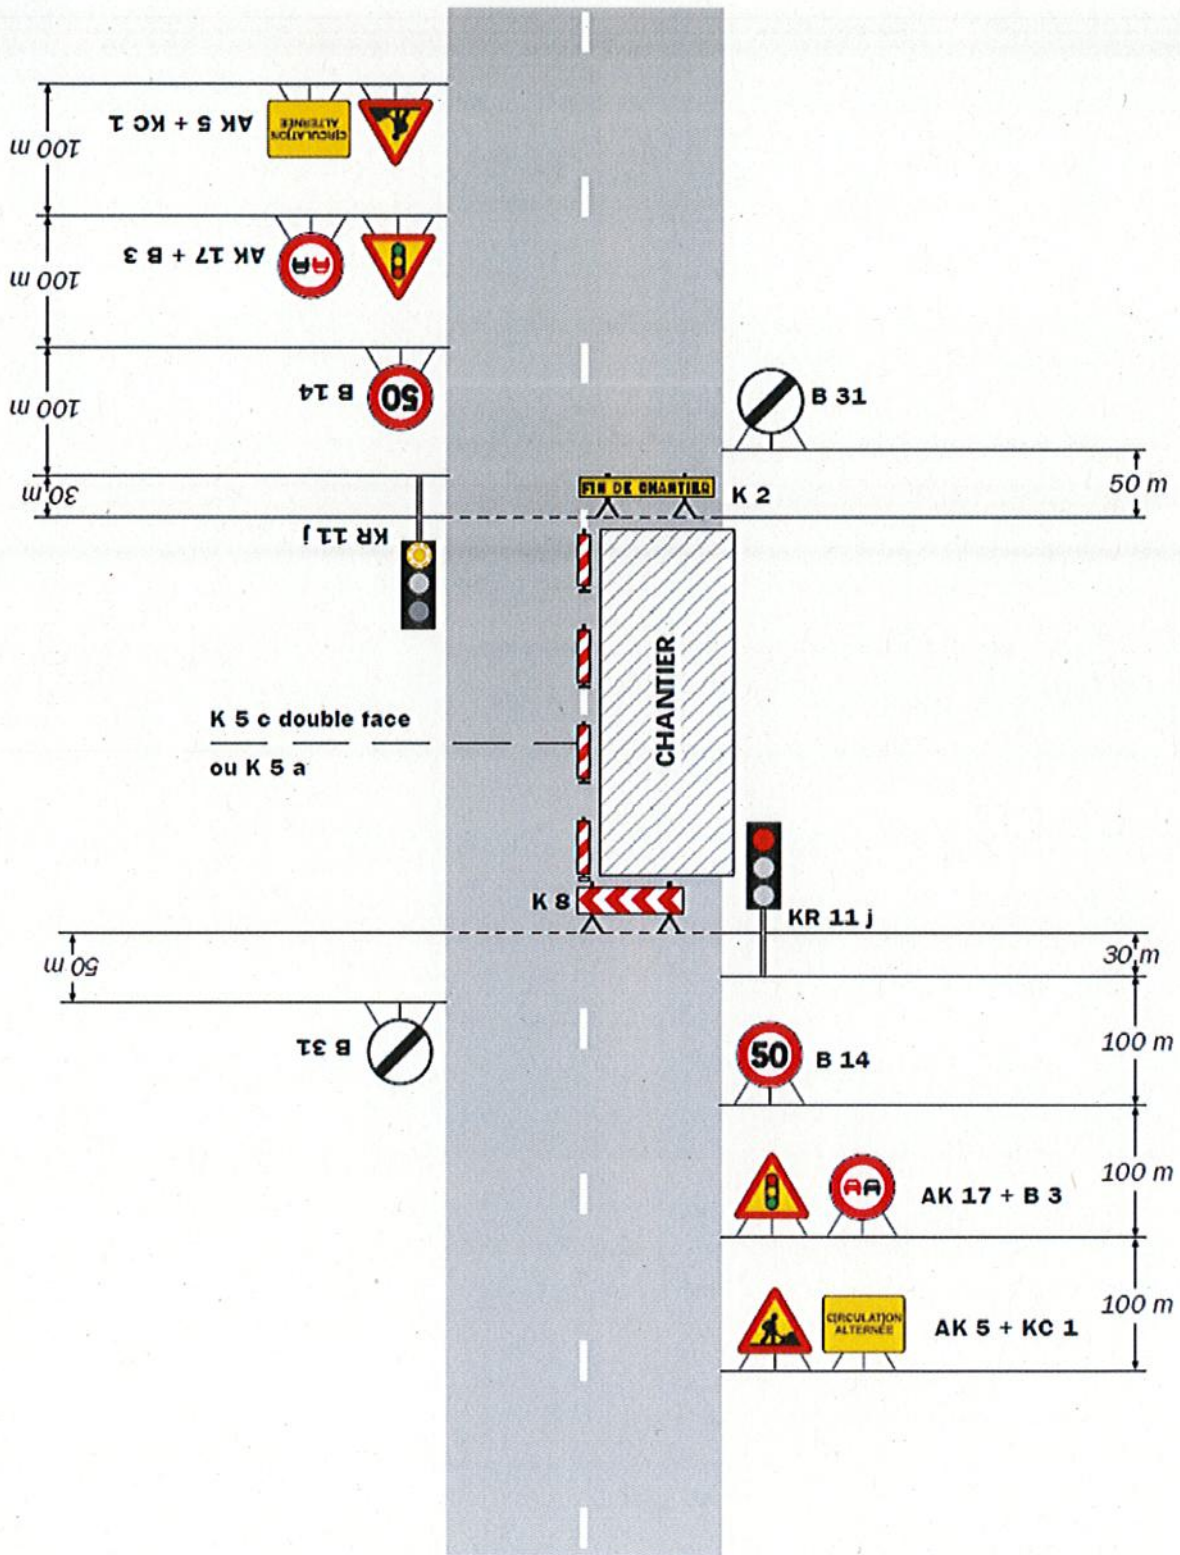 CIRCULATION
ALTERNÉE
AK 5 + KC 1
100 m
AK 17 + B 3
100 m
50
B 14
100 m
B 31
50 m
30 m
KR 11 j
FIN DE CHANTIER
K 2
CHANTIER
K 5 c double face
ou K 5 a
K 8
KR 11 j
30 m
50 m
B 31
50
B 14
100 m
AK 17 + B 3
100 m
CIRCULATION
ALTERNÉE
AK 5 + KC 1
100 m